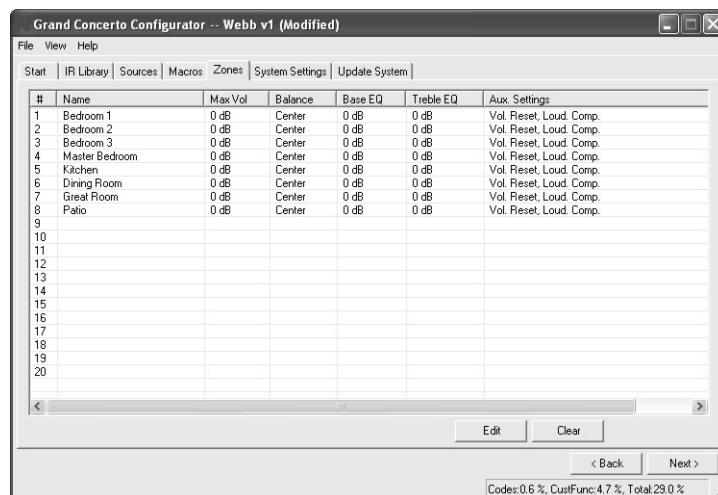 Grand Concerto Configurator -- Webb v1 (Modified)
File View Help
Start IR Library Sources Macros Zones System Settings Update System
# Name Max Vol Balance Base EQ Treble EQ Aux. Settings
1 Bedroom 1 0 dB Center 0 dB 0 dB Vol. Reset, Loud. Comp.
2 Bedroom 2 0 dB Center 0 dB 0 dB Vol. Reset, Loud. Comp.
3 Bedroom 3 0 dB Center 0 dB 0 dB Vol. Reset, Loud. Comp.
4 Master Bedroom 0 dB Center 0 dB 0 dB Vol. Reset, Loud. Comp.
5 Kitchen 0 dB Center 0 dB 0 dB Vol. Reset, Loud. Comp.
6 Dining Room 0 dB Center 0 dB 0 dB Vol. Reset, Loud. Comp.
7 Great Room 0 dB Center 0 dB 0 dB Vol. Reset, Loud. Comp.
8 Patio 0 dB Center 0 dB 0 dB Vol. Reset, Loud. Comp.
9
10
11
12
13
14
15
16
17
18
19
20
Edit Clear
< Back Next >
Codes:0.6 %, CustFunc:4.7 %, Total:29.0 %